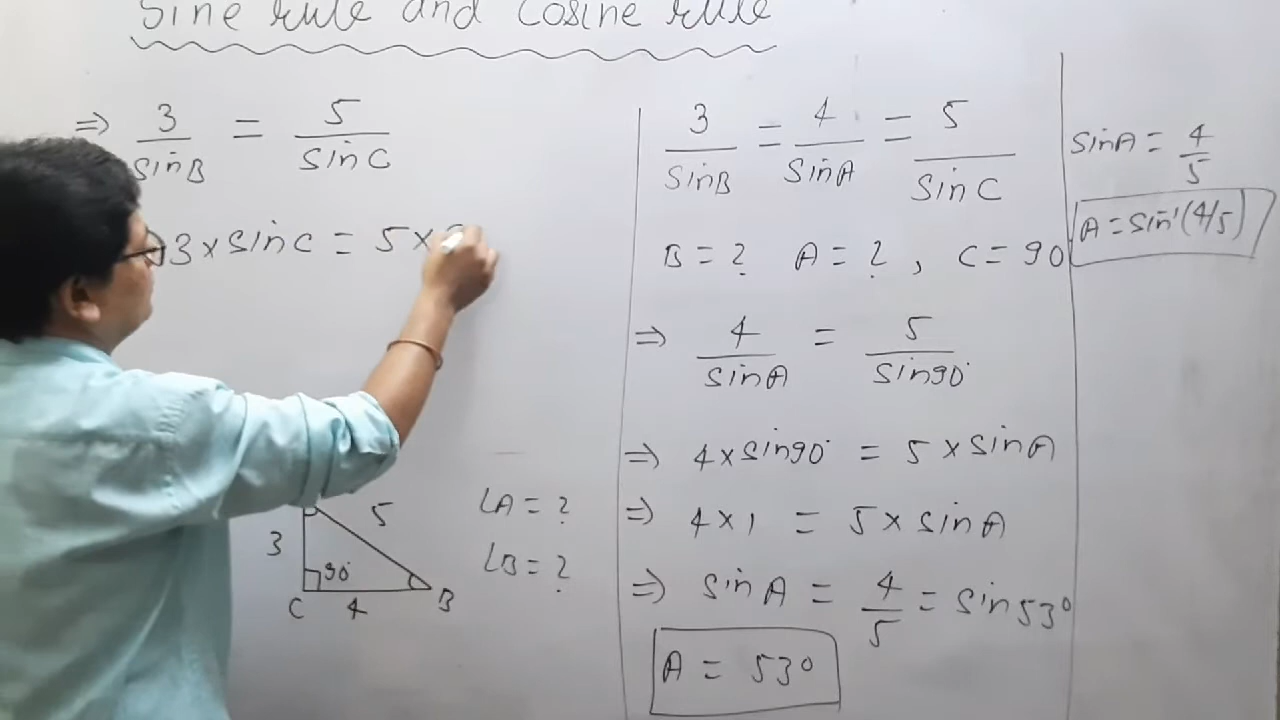 Sine rule and Cosine rule
⇒ 3/sinB = 5/sinC
3 × sinC = 5 ×
3
5
90°
C 4 B
∠A = ?
∠B = ?
3/sinB = 4/sinA = 5/sinC
B = ? A = ? , C = 90
⇒ 4/sinA = 5/sin90°
⇒ 4 × sin90° = 5 × sinA
⇒ 4 × 1 = 5 × sinA
⇒ sinA = 4/5 = sin53°
A = 53°
sinA = 4/5
A = sin⁻¹(4/5)